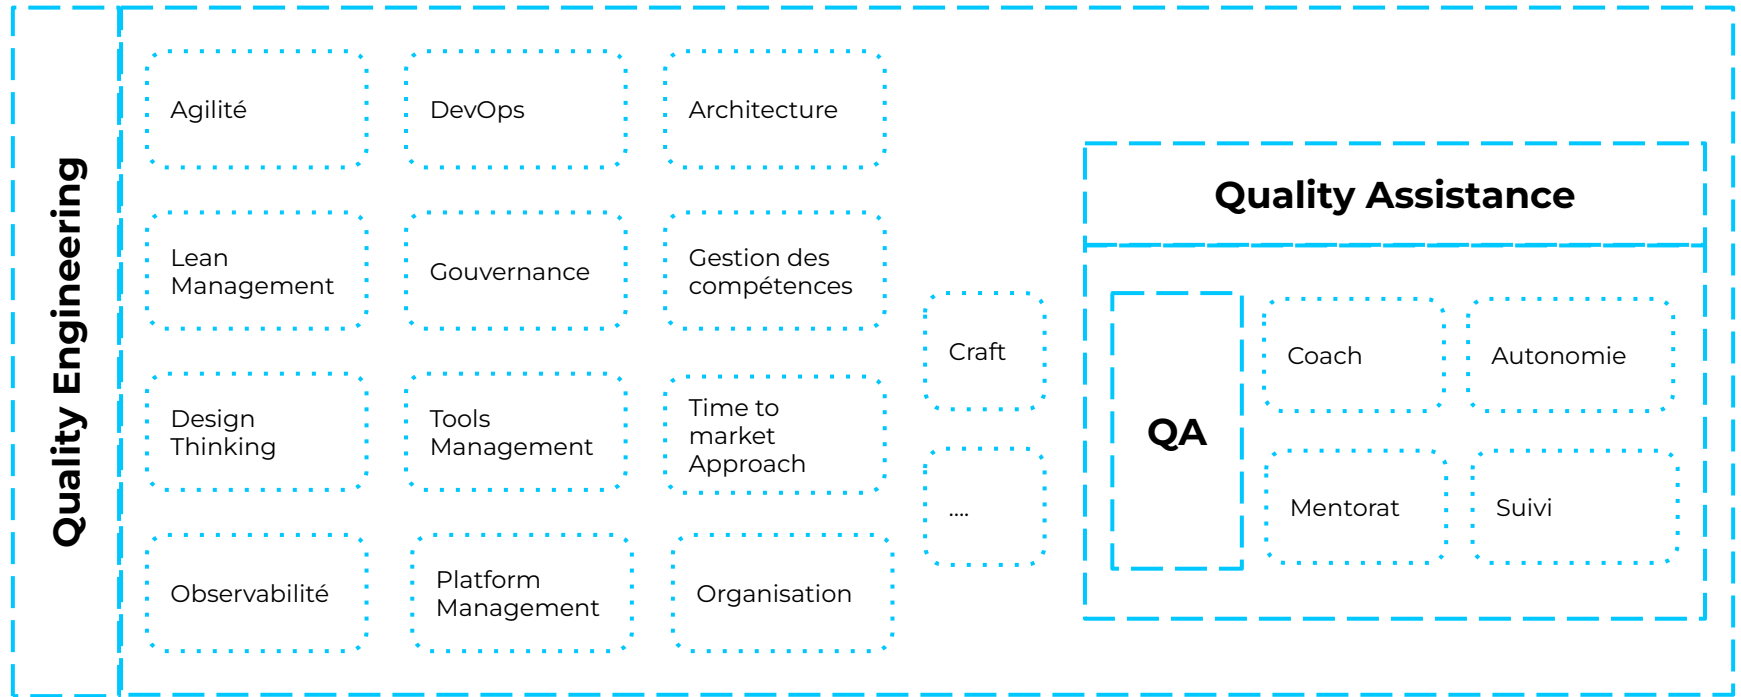 Quality Engineering
Agilité
DevOps
Architecture
Lean
Management
Gouvernance
Gestion des
compétences
Design
Thinking
Tools
Management
Time to
market
Approach
Observabilité
Platform
Management
Organisation
Craft
....
Quality Assistance
QA
Coach
Autonomie
Mentorat
Suivi